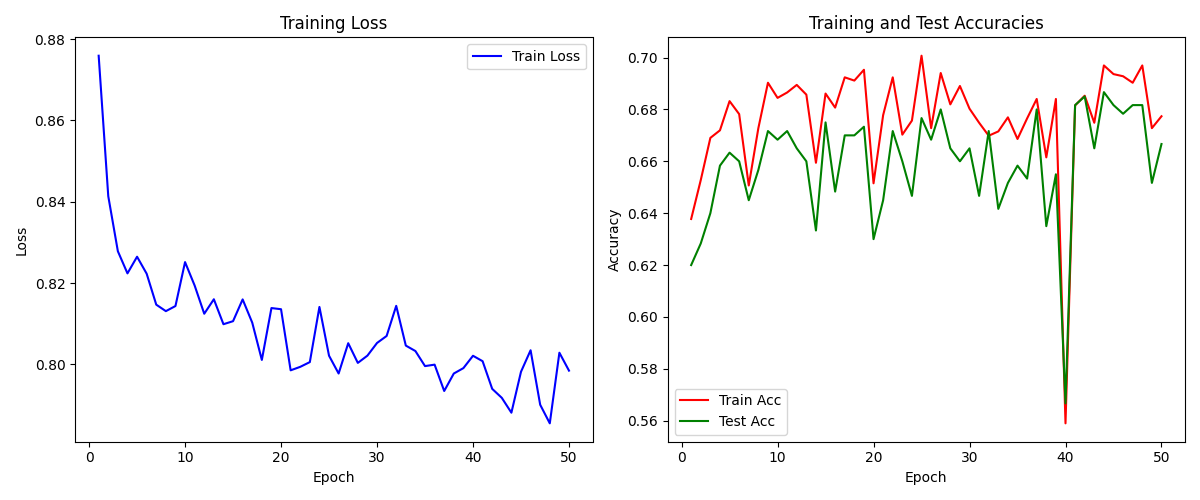 Training Loss
Train Loss
0.88
0.86
0.84
0.82
0.80
Loss
0 10 20 30 40 50
Epoch
Training and Test Accuracies
0.70
0.68
0.66
0.64
0.62
0.60
0.58
0.56
Accuracy
Train Acc
Test Acc
0 10 20 30 40 50
Epoch